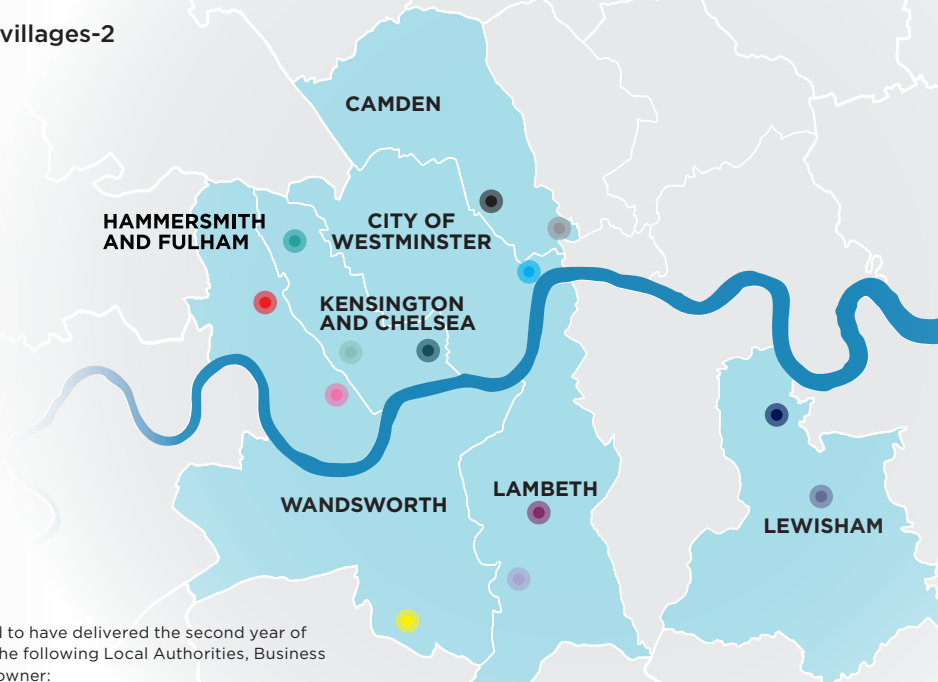 villages-2
CAMDEN
HAMMERSMITH
AND FULHAM
CITY OF
WESTMINSTER
KENSINGTON
AND CHELSEA
WANDSWORTH
LAMBETH
LEWISHAM
to have delivered the second year of
following Local Authorities, Business
owner: